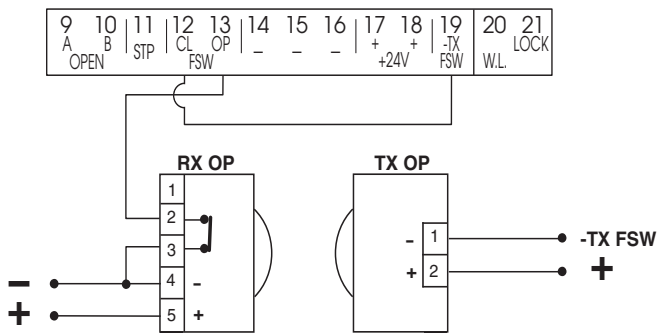 9 10 11 12 13 14 15 16 17 18 19 20 21
A B STP CL OP – – – + + -TX LOCK
OPEN FSW +24V FSW W.L.
RX OP TX OP
1
2
3
4 -
5 +
- 1
+ 2
-TX FSW
+
–
+